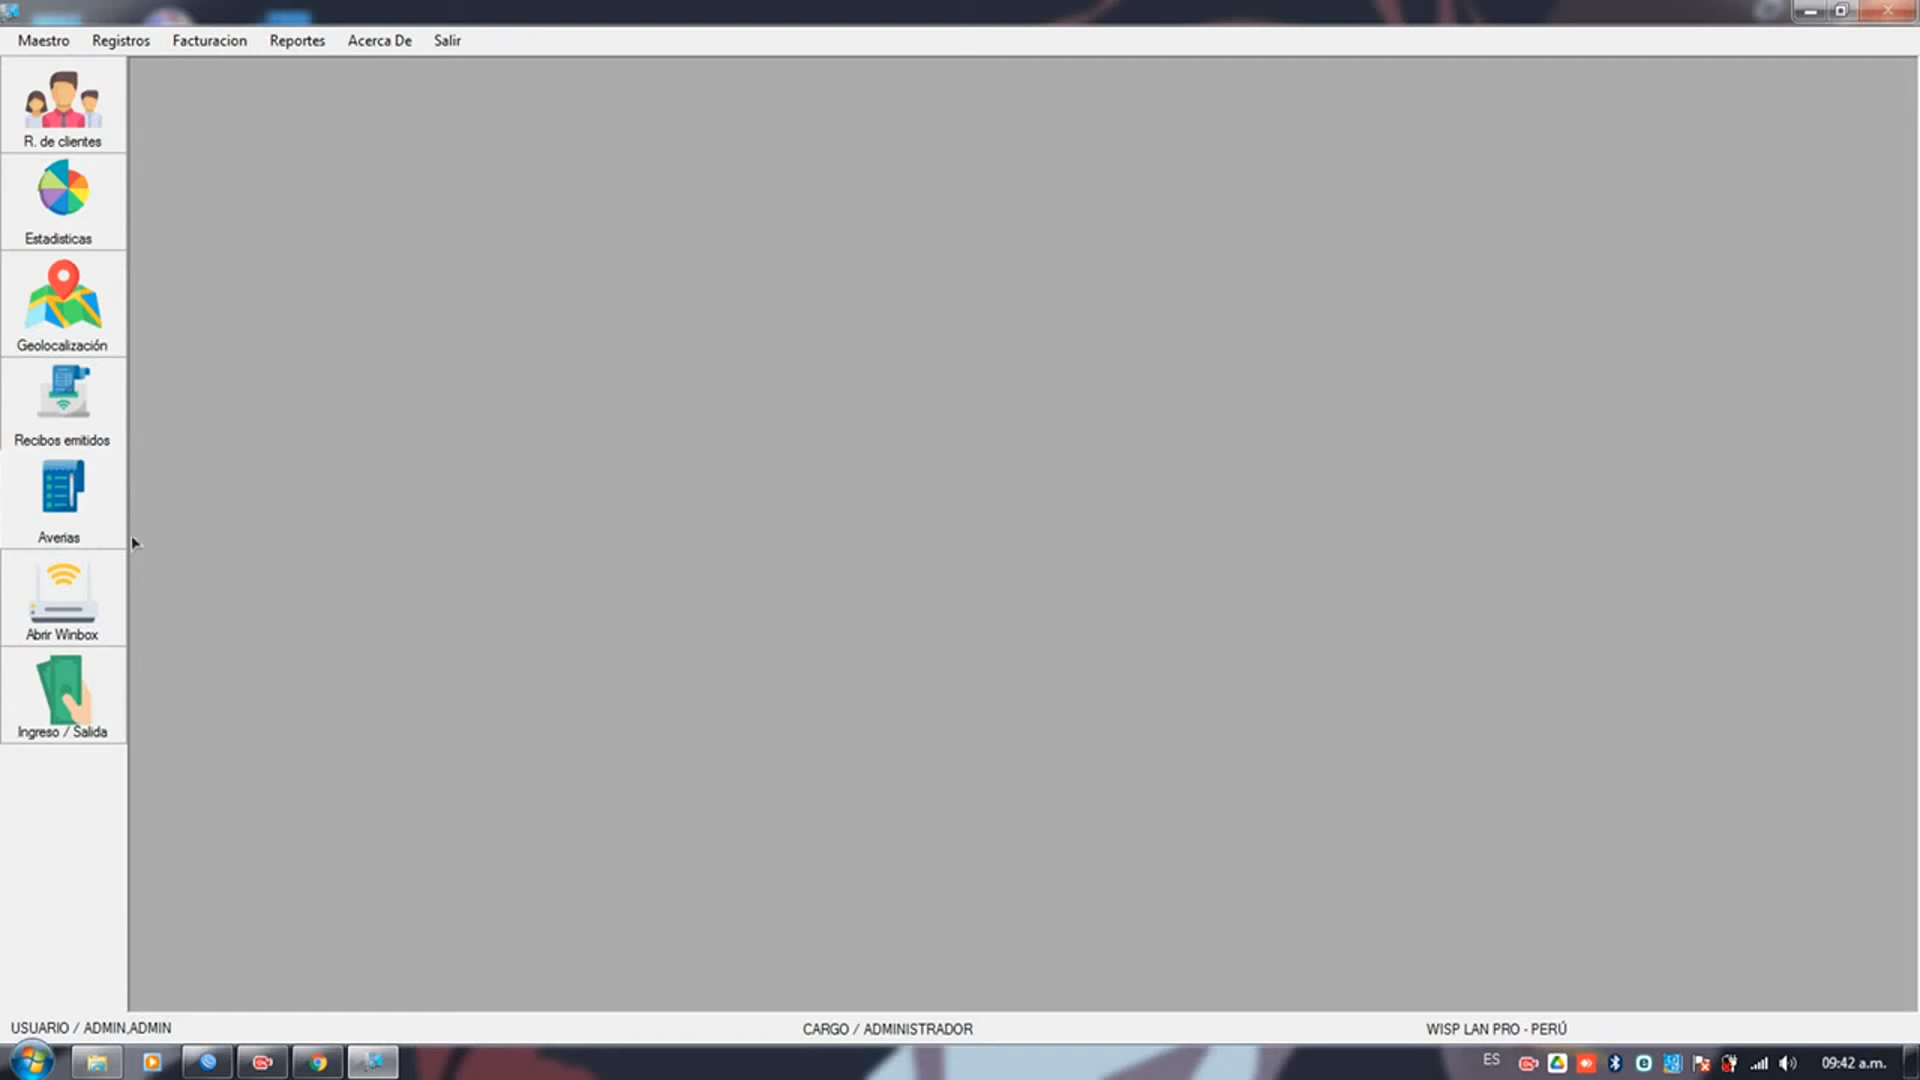 Maestro Registros Facturacion Reportes Acerca De Salir
R. de clientes
Estadisticas
Geolocalización
Recibos emitidos
Averias
Abrir Winbox
Ingreso / Salida
USUARIO / ADMIN,ADMIN CARGO / ADMINISTRADOR WISP LAN PRO - PERÚ
ES 09:42 a.m.